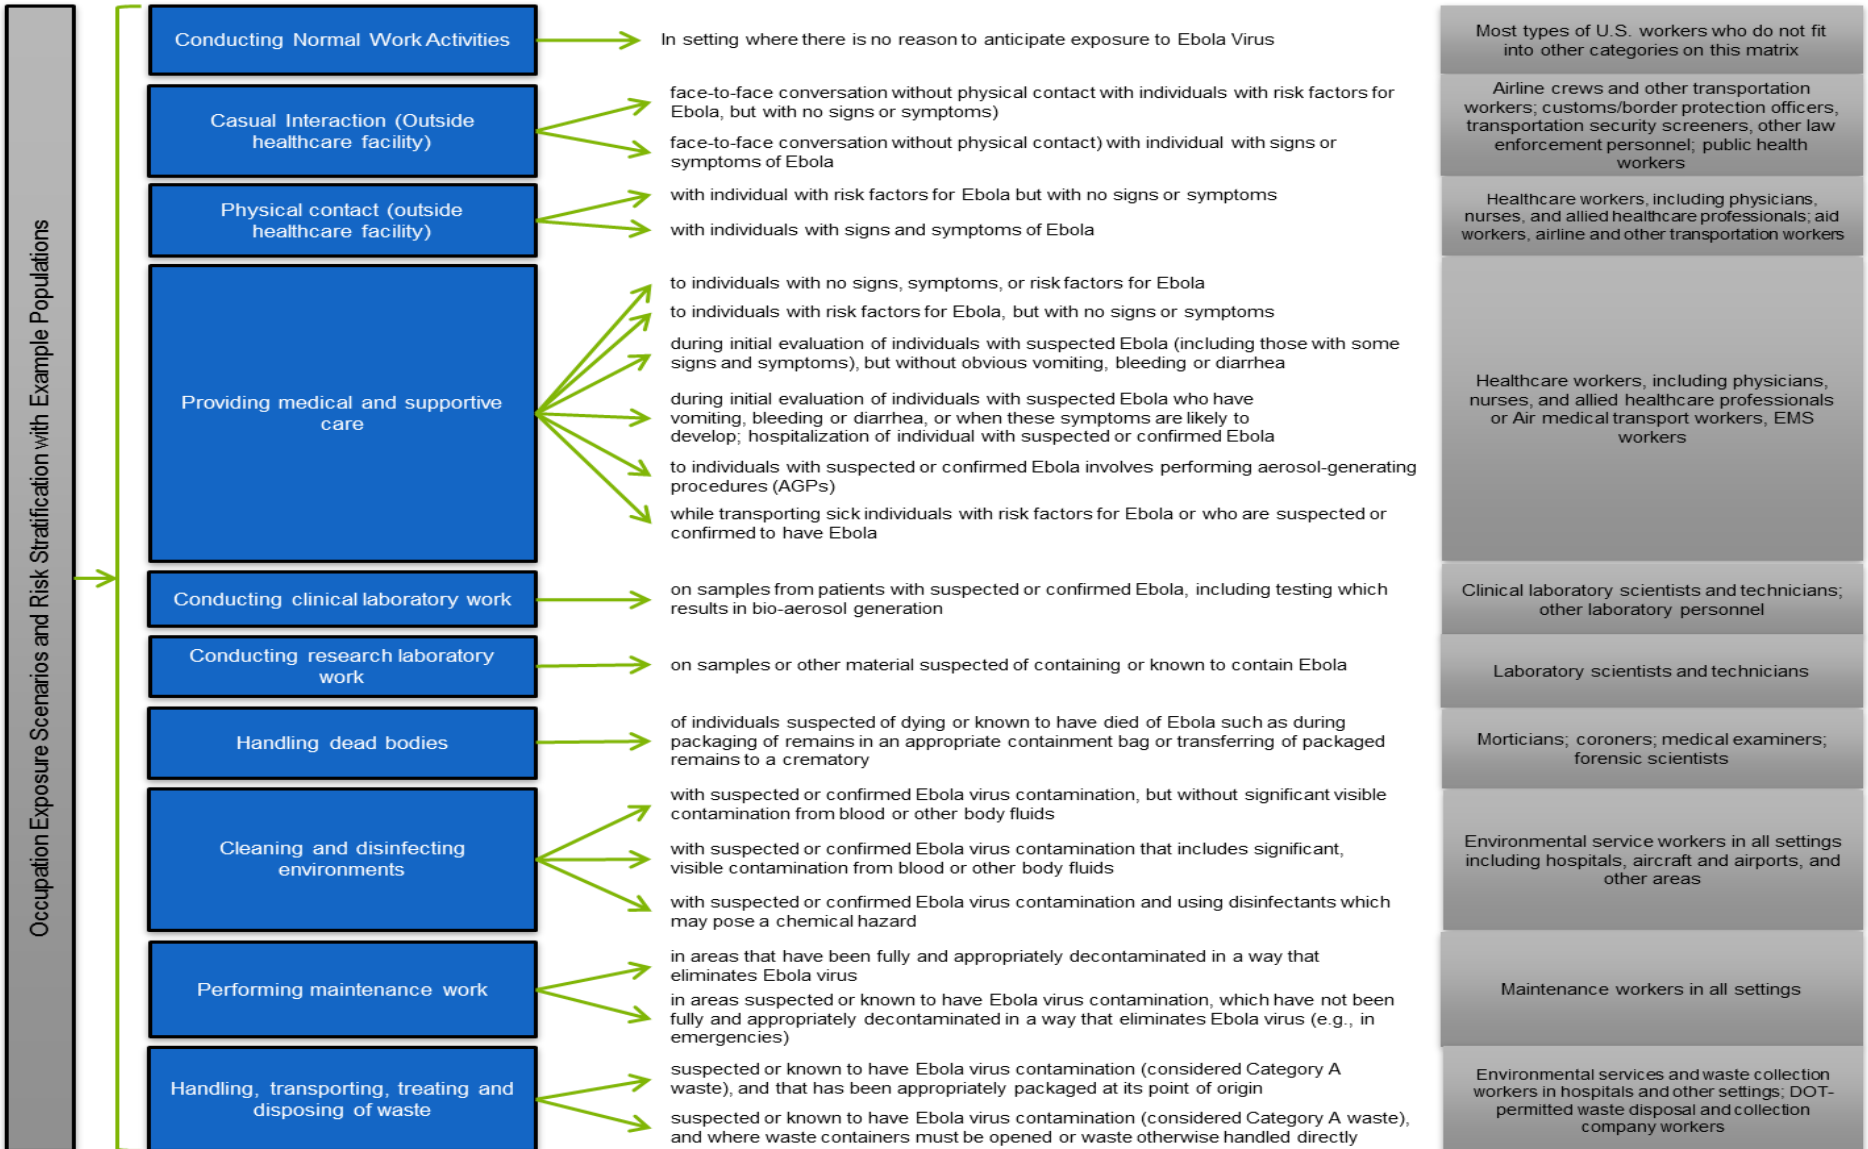 Occupation Exposure Scenarios and Risk Stratification with Example Populations
Conducting Normal Work Activities
In setting where there is no reason to anticipate exposure to Ebola Virus
Most types of U.S. workers who do not fit
into other categories on this matrix
Casual Interaction (Outside
healthcare facility)
face-to-face conversation without physical contact with individuals with risk factors for
Ebola, but with no signs or symptoms)
face-to-face conversation without physical contact) with individual with signs or
symptoms of Ebola
Airline crews and other transportation
workers; customs/border protection officers,
transportation security screeners, other law
enforcement personnel; public health
workers
Physical contact (outside
healthcare facility)
with individual with risk factors for Ebola but with no signs or symptoms
with individuals with signs and symptoms of Ebola
Healthcare workers, including physicians,
nurses, and allied healthcare professionals; aid
workers, airline and other transportation workers
Providing medical and supportive
care
to individuals with no signs, symptoms, or risk factors for Ebola
to individuals with risk factors for Ebola, but with no signs or symptoms
during initial evaluation of individuals with suspected Ebola (including those with some
signs and symptoms), but without obvious vomiting, bleeding or diarrhea
during initial evaluation of individuals with suspected Ebola who have
vomiting, bleeding or diarrhea, or when these symptoms are likely to
develop; hospitalization of individual with suspected or confirmed Ebola
to individuals with suspected or confirmed Ebola involves performing aerosol-generating
procedures (AGPs)
while transporting sick individuals with risk factors for Ebola or who are suspected or
confirmed to have Ebola
Healthcare workers, including physicians,
nurses, and allied healthcare professionals
or Air medical transport workers, EMS
workers
Conducting clinical laboratory work
on samples from patients with suspected or confirmed Ebola, including testing which
results in bio-aerosol generation
Clinical laboratory scientists and technicians;
other laboratory personnel
Conducting research laboratory
work
on samples or other material suspected of containing or known to contain Ebola
Laboratory scientists and technicians
Handling dead bodies
of individuals suspected of dying or known to have died of Ebola such as during
packaging of remains in an appropriate containment bag or transferring of packaged
remains to a crematory
Morticians; coroners; medical examiners;
forensic scientists
Cleaning and disinfecting
environments
with suspected or confirmed Ebola virus contamination, but without significant visible
contamination from blood or other body fluids
with suspected or confirmed Ebola virus contamination that includes significant,
visible contamination from blood or other body fluids
with suspected or confirmed Ebola virus contamination and using disinfectants which
may pose a chemical hazard
Environmental service workers in all settings
including hospitals, aircraft and airports, and
other areas
Performing maintenance work
in areas that have been fully and appropriately decontaminated in a way that
eliminates Ebola virus
in areas suspected or known to have Ebola virus contamination, which have not been
fully and appropriately decontaminated in a way that eliminates Ebola virus (e.g., in
emergencies)
Maintenance workers in all settings
Handling, transporting, treating and
disposing of waste
suspected or known to have Ebola virus contamination (considered Category A
waste), and that has been appropriately packaged at its point of origin
suspected or known to have Ebola virus contamination (considered Category A waste),
and where waste containers must be opened or waste otherwise handled directly
Environmental services and waste collection
workers in hospitals and other settings; DOT-
permitted waste disposal and collection
company workers